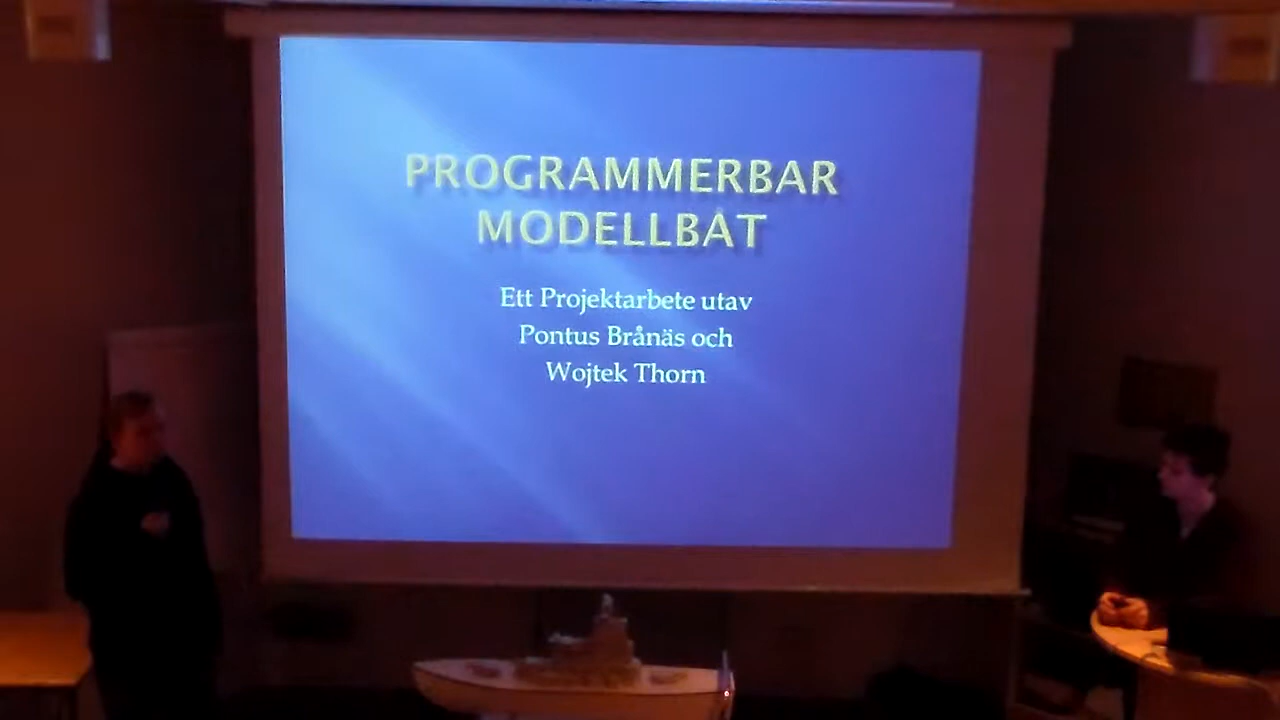 PROGRAMMERBAR
MODELLBÅT
Ett Projektarbete utav
Pontus Brånäs och
Wojtek Thorn